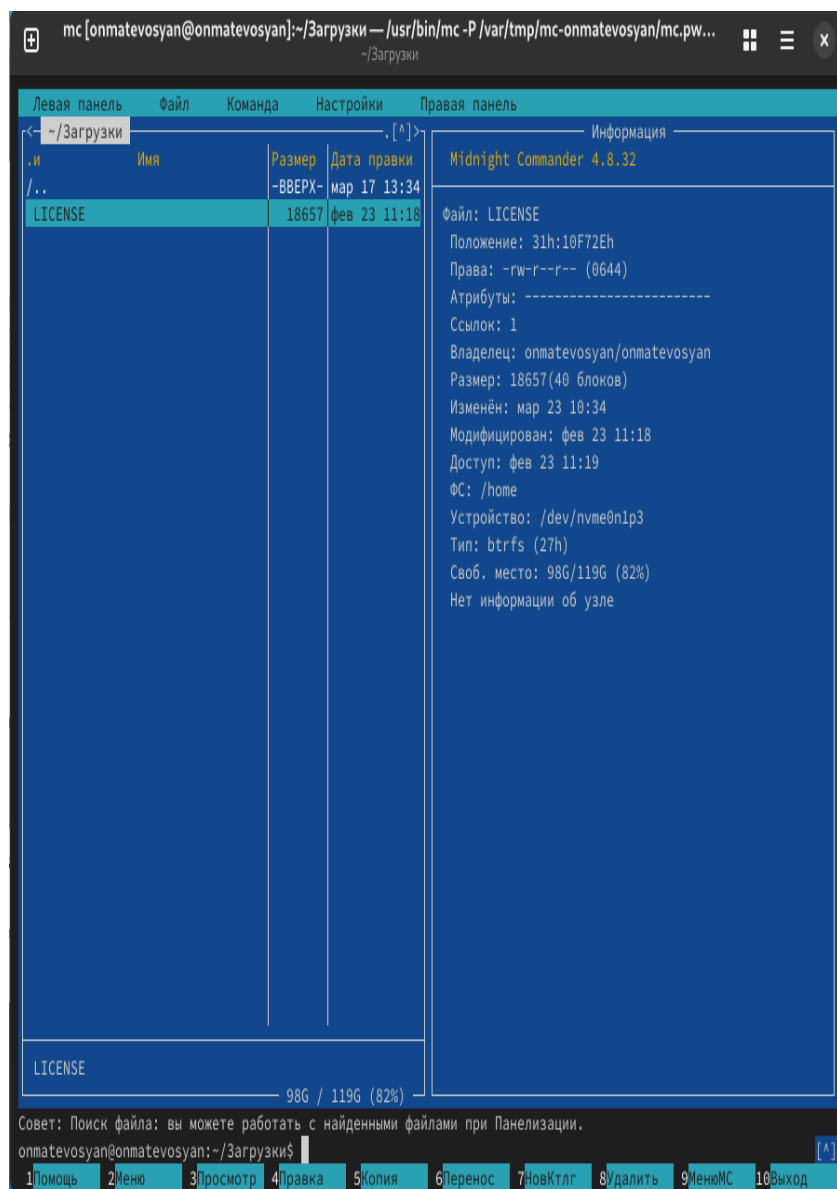 mc [onmatevosyan@onmatevosyan]:~/Загрузки — /usr/bin/mc -P /var/tmp/mc-onmatevosyan/mc.pw...
~/Загрузки
Левая панель Файл Команда Настройки Правая панель
<- ~/Загрузки .[^]>
.и Имя Размер Дата правки
/.. -ВВЕРХ- мар 17 13:34
LICENSE 18657 фев 23 11:18
LICENSE
98G / 119G (82%)
Информация
Midnight Commander 4.8.32
Файл: LICENSE
Положение: 31h:10F72Eh
Права: -rw-r--r-- (0644)
Атрибуты: -------------------------
Ссылок: 1
Владелец: onmatevosyan/onmatevosyan
Размер: 18657(40 блоков)
Изменён: мар 23 10:34
Модифицирован: фев 23 11:18
Доступ: фев 23 11:19
ФС: /home
Устройство: /dev/nvme0n1p3
Тип: btrfs (27h)
Своб. место: 98G/119G (82%)
Нет информации об узле
Совет: Поиск файла: вы можете работать с найденными файлами при Панелизации.
onmatevosyan@onmatevosyan:~/Загрузки$ [^]
1Помощь 2Меню 3Просмотр 4Правка 5Копия 6Перенос 7НовКтлг 8Удалить 9МенюМС 10Выход